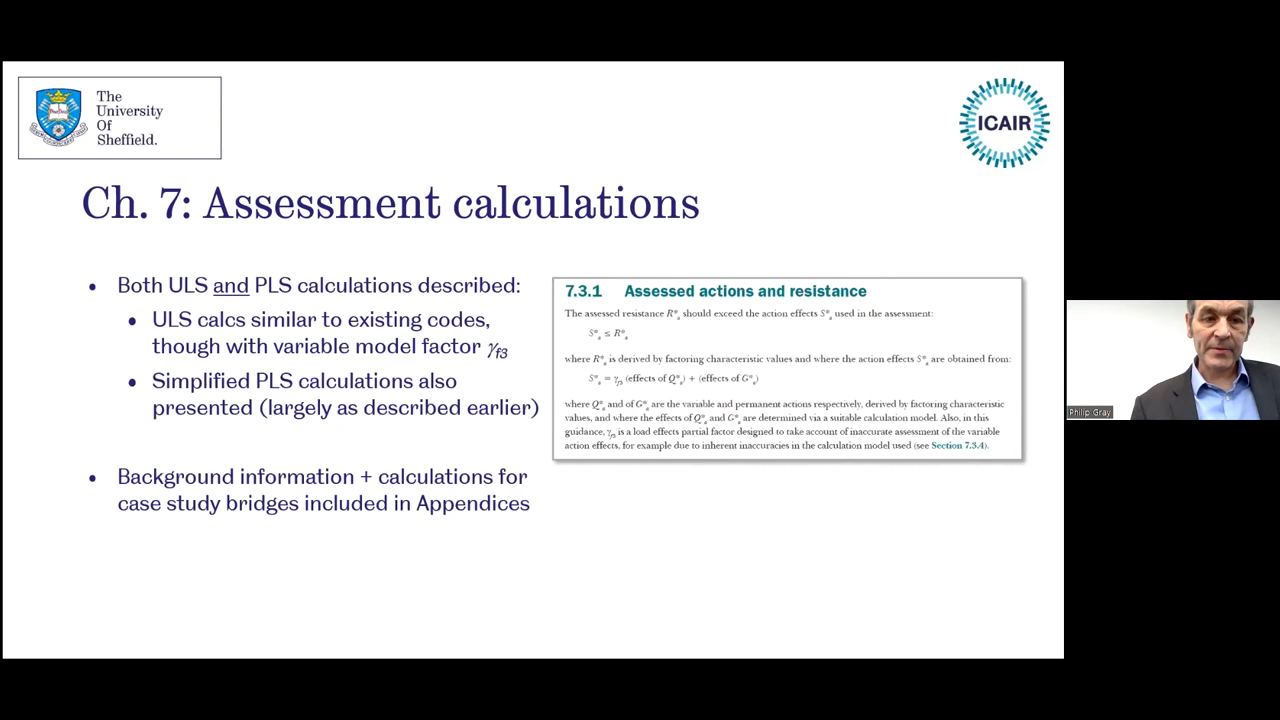 The
University
Of
Sheffield.
ICAIR
Ch. 7: Assessment calculations
• Both ULS and PLS calculations described:
• ULS calcs similar to existing codes,
though with variable model factor γf3
• Simplified PLS calculations also
presented (largely as described earlier)
• Background information + calculations for
case study bridges included in Appendices
7.3.1 Assessed actions and resistance
The assessed resistance R*a should exceed the action effects S*a used in the assessment:
S*a ≤ R*a
where R*a is derived by factoring characteristic values and where the action effects S*a are obtained from:
S*a = γf3 (effects of Q*a) + (effects of G*a)
where Q*a and of G*a are the variable and permanent actions respectively, derived by factoring characteristic
values, and where the effects of Q*a and G*a are determined via a suitable calculation model. Also, in this
guidance, γf3 is a load effects partial factor designed to take account of inaccurate assessment of the variable
action effects, for example due to inherent inaccuracies in the calculation model used (see Section 7.3.4).
Philip Gray